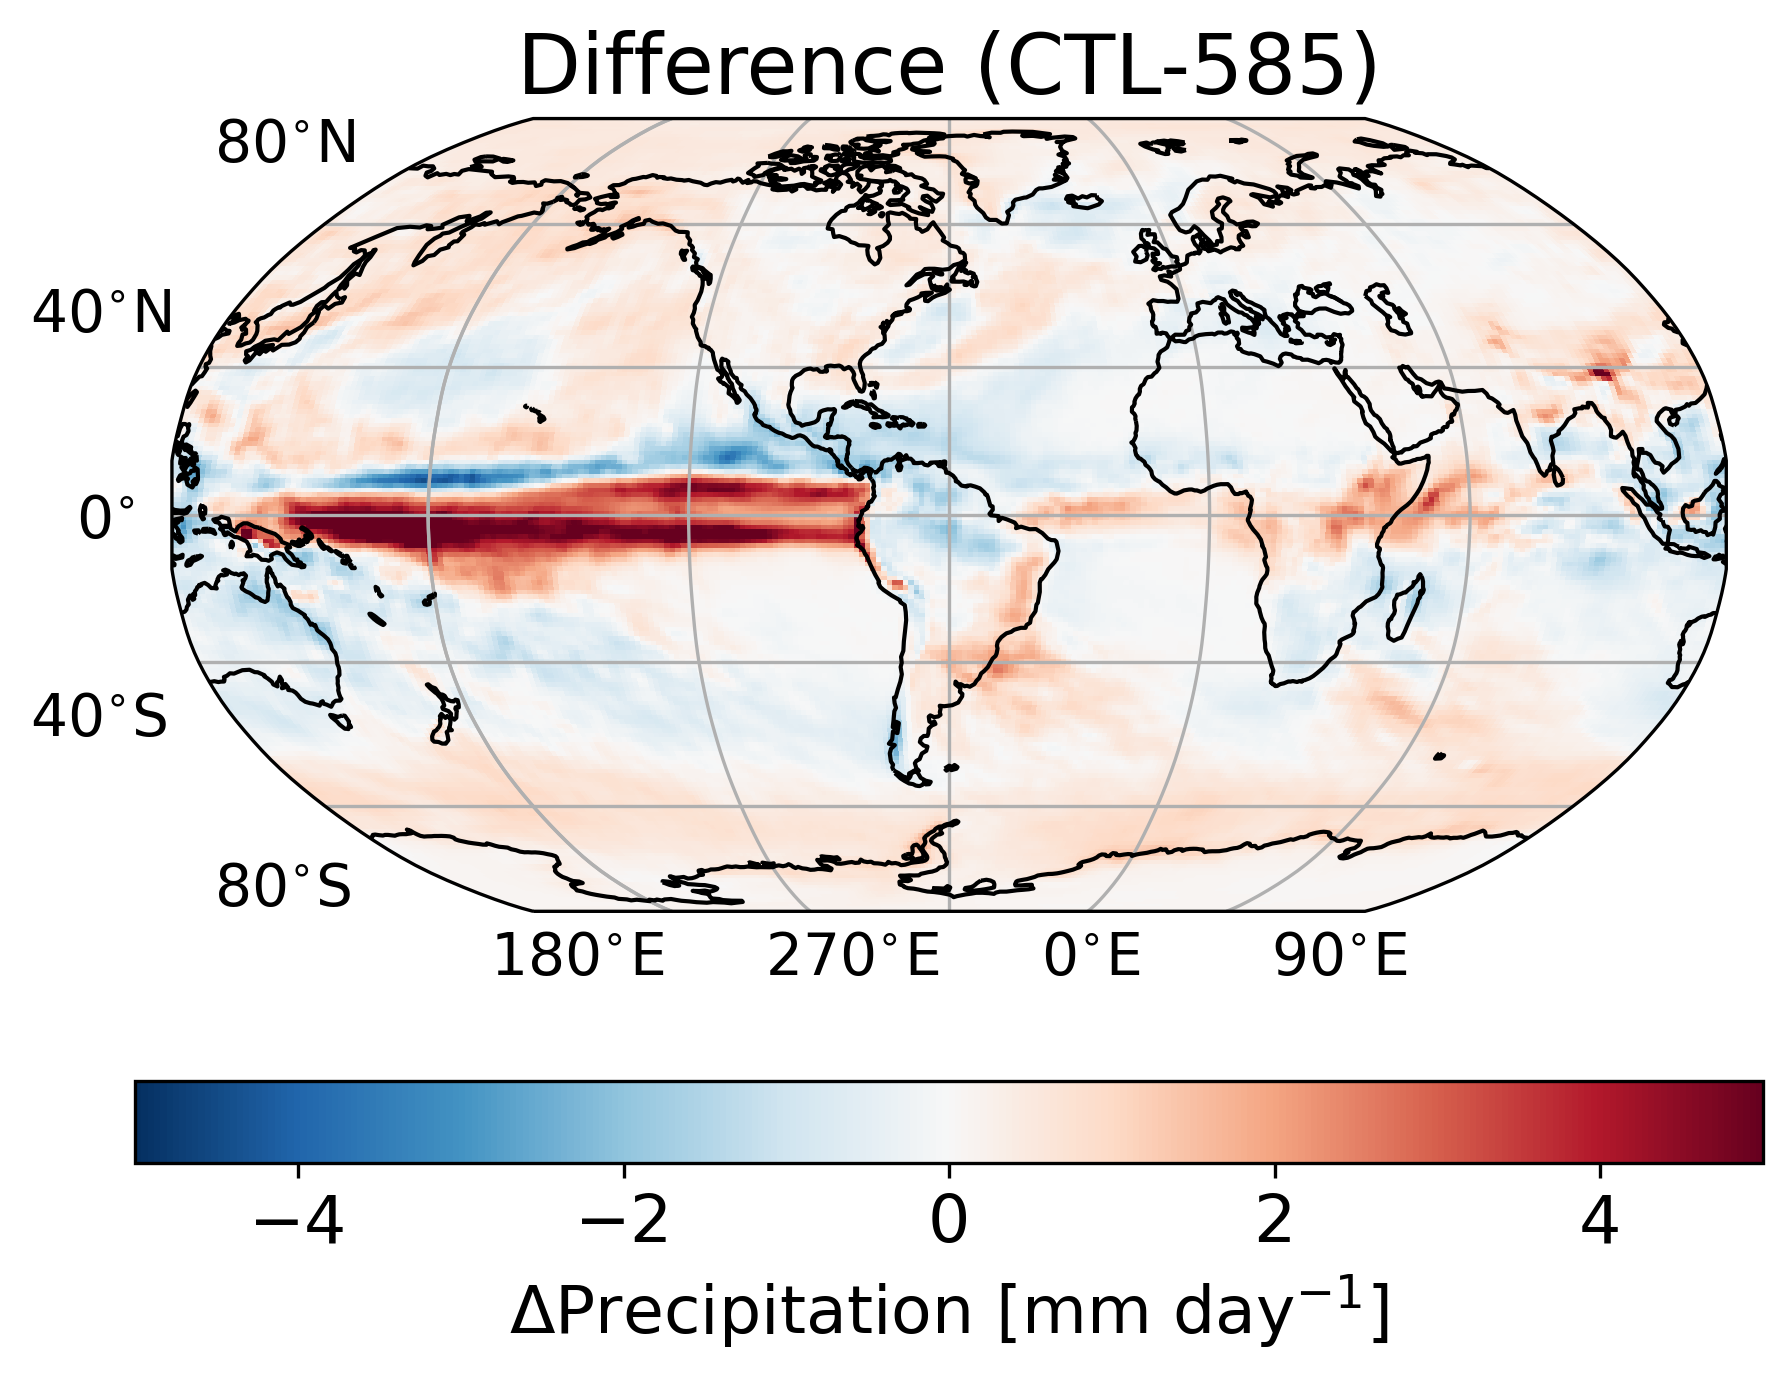 Difference (CTL-585)
80°N
40°N
0°
40°S
80°S
180°E 270°E 0°E 90°E
−4 −2 0 2 4
ΔPrecipitation [mm day⁻¹]